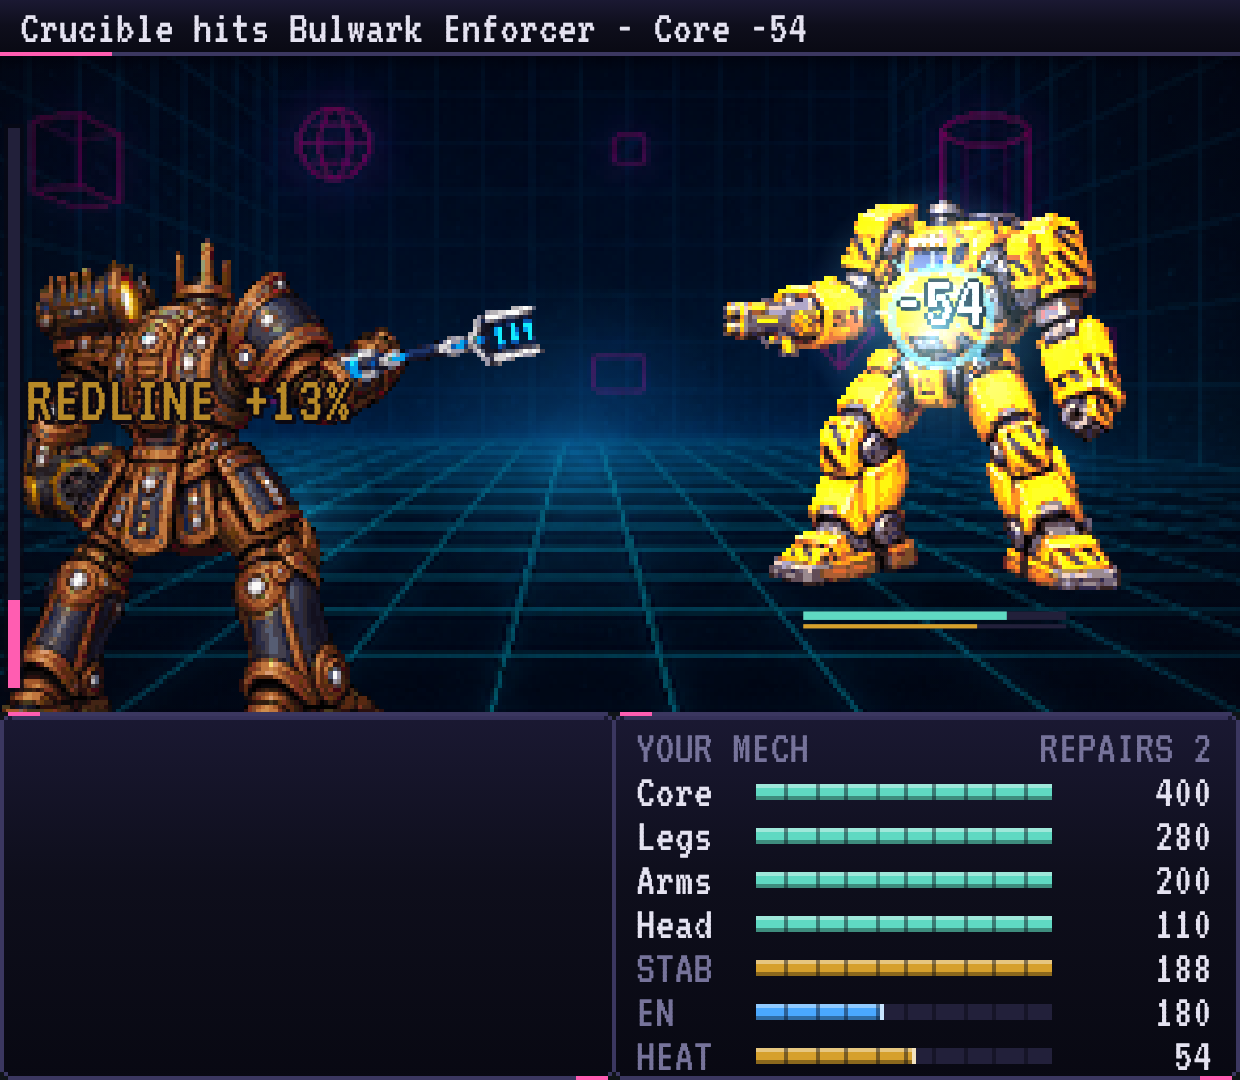 Crucible hits Bulwark Enforcer - Core -54
-54
REDLINE +13%
YOUR MECH REPAIRS 2
Core 400
Legs 280
Arms 200
Head 110
STAB 188
EN 180
HEAT 54